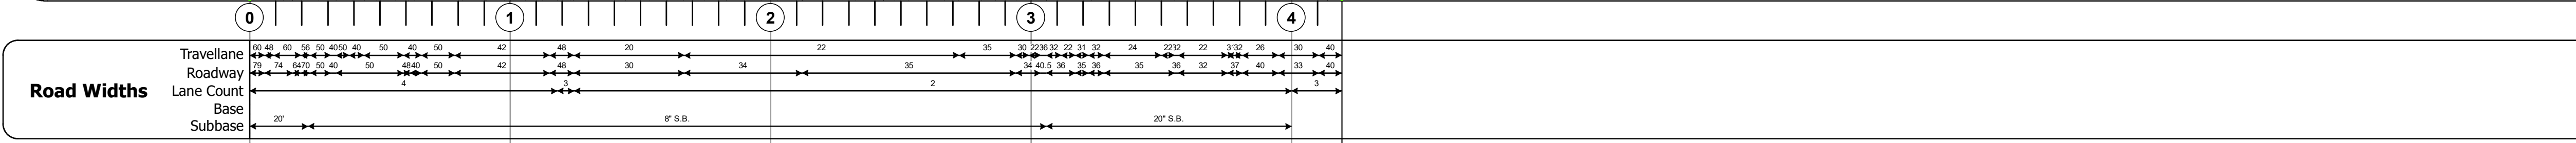 0 1 2 3 4
Travellane 60 48 60 56 50 40 50 40 50 40 50 42 48 20 22 35 30 22 36 32 22 31 32 24 22 32 22 32 26 30 40
Roadway 79 74 64 70 50 40 50 48 40 50 42 48 30 34 35 34 40.5 36 35 36 35 36 32 37 40 33 40
Road Widths Lane Count 4 3 2 3
Base
Subbase 20' 8" S.B. 20" S.B.